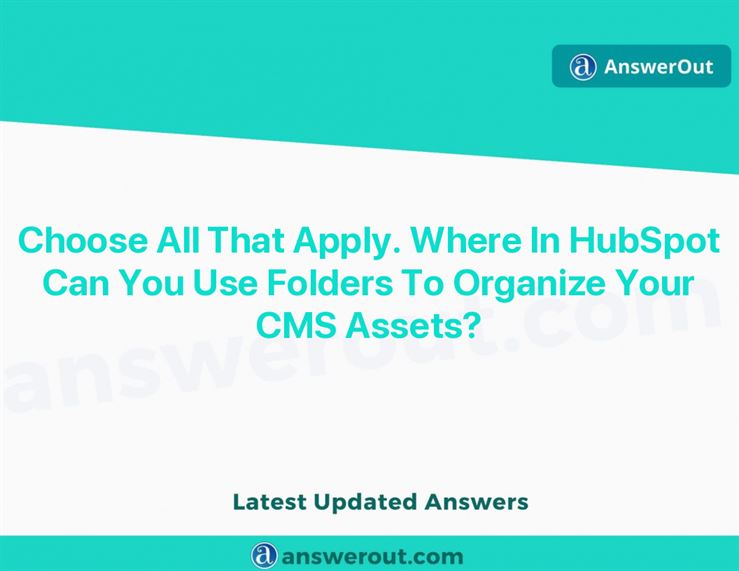 AnswerOut
Choose All That Apply. Where In HubSpot
Can You Use Folders To Organize Your
CMS Assets?
answerout.com
Latest Updated Answers
answerout.com